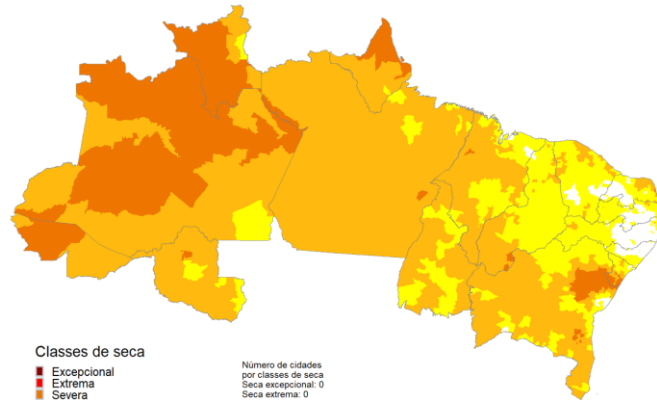 Classes de seca
Excepcional
Extrema
Severa
Número de cidades
por classes de seca
Seca excepcional: 0
Seca extrema: 0